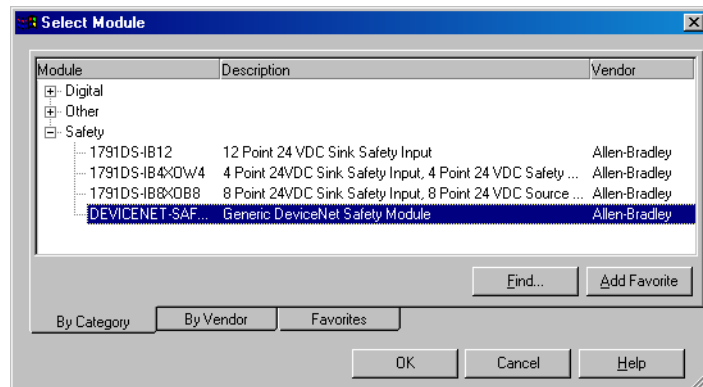 Select Module
Module Description Vendor
Digital
Other
Safety
1791DS-IB12 12 Point 24 VDC Sink Safety Input Allen-Bradley
1791DS-IB4XOW4 4 Point 24 VDC Sink Safety Input, 4 Point 24 VDC Safety ... Allen-Bradley
1791DS-IB8XOB8 8 Point 24VDC Sink Safety Input, 8 Point 24 VDC Source ... Allen-Bradley
DEVICENET-SAF... Generic DeviceNet Safety Module Allen-Bradley
Find... Add Favorite
By Category By Vendor Favorites
OK Cancel Help